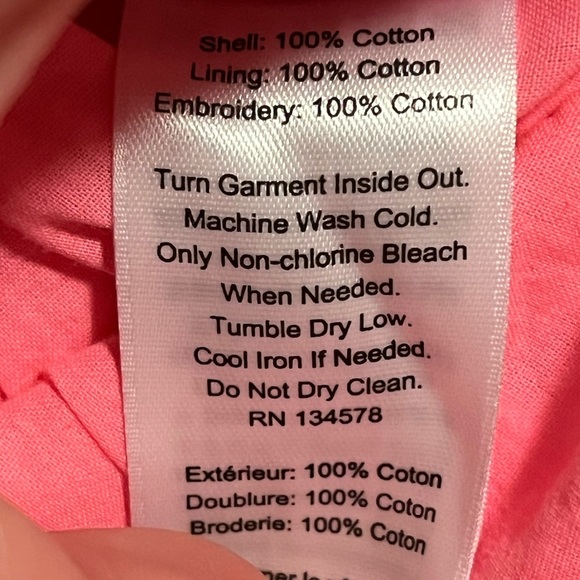 Shell: 100% Cotton
Lining: 100% Cotton
Embroidery: 100% Cotton
Turn Garment Inside Out.
Machine Wash Cold.
Only Non-chlorine Bleach
When Needed.
Tumble Dry Low.
Cool Iron If Needed.
Do Not Dry Clean.
RN 134578
Extérieur: 100% Coton
Doublure: 100% Coton
Broderie: 100% Coton